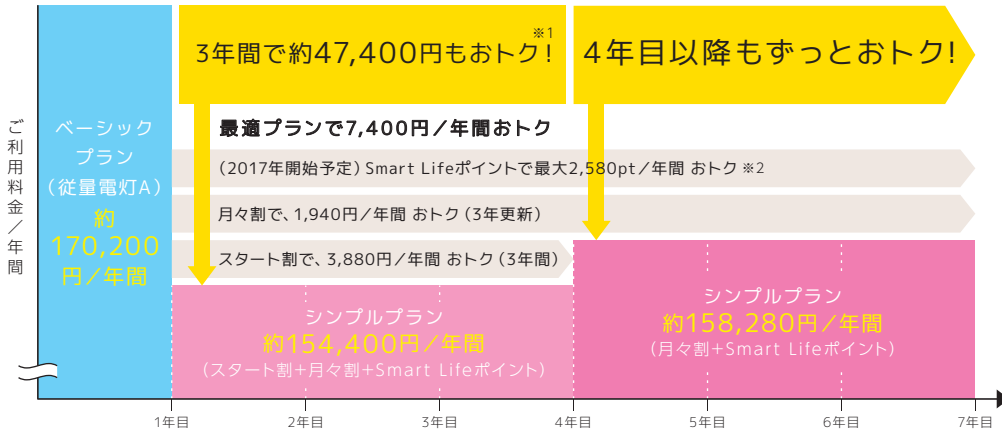 ※1
3年間で約47,400円もおトク!
4年目以降もずっとおトク!
最適プランで7,400円／年間おトク
(2017年開始予定) Smart Lifeポイントで最大2,580pt／年間 おトク ※2
月々割で、1,940円／年間 おトク (3年更新)
スタート割で、3,880円／年間 おトク (3年間)
ご利用料金／年間
ベーシック
プラン
(従量電灯A)
約
170,200
円／年間
シンプルプラン
約154,400円／年間
(スタート割+月々割+Smart Lifeポイント)
シンプルプラン
約158,280円／年間
(月々割+Smart Lifeポイント)
1年目
2年目
3年目
4年目
5年目
6年目
7年目